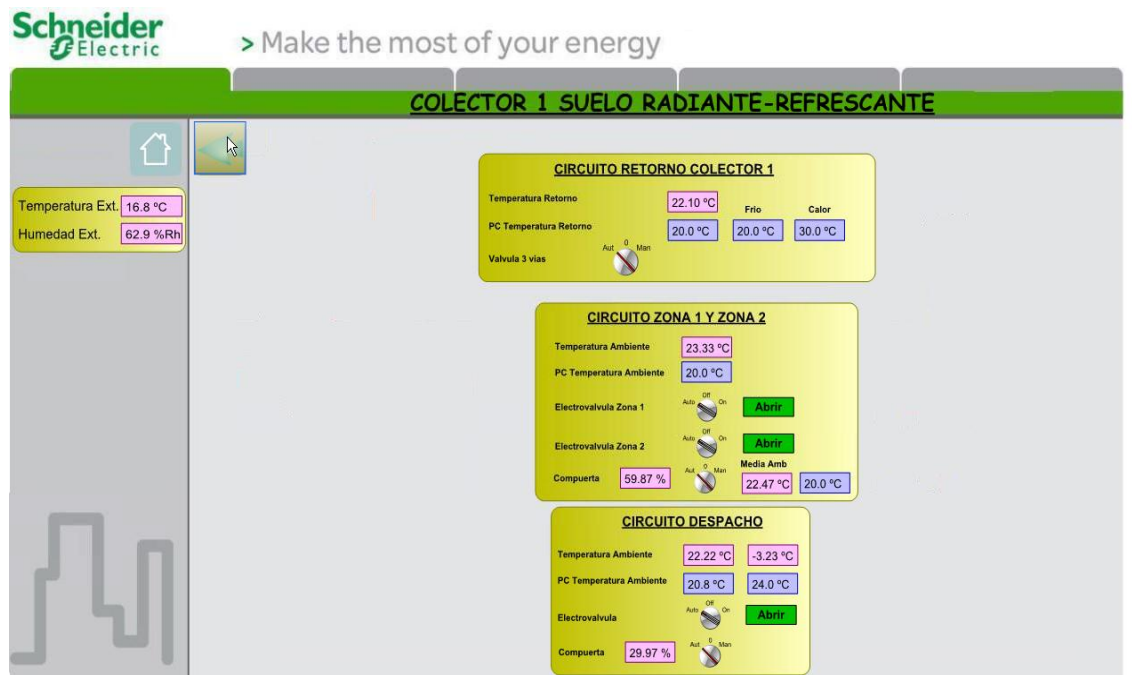 Schneider Electric
> Make the most of your energy
COLECTOR 1 SUELO RADIANTE-REFRESCANTE
Temperatura Ext. 16.8 ºC
Humedad Ext. 62.9 %Rh
CIRCUITO RETORNO COLECTOR 1
Temperatura Retorno 22.10 ºC Frio Calor
PC Temperatura Retorno 20.0 ºC 20.0 ºC 30.0 ºC
Aut 0 Man
Valvula 3 vias
CIRCUITO ZONA 1 Y ZONA 2
Temperatura Ambiente 23.33 ºC
PC Temperatura Ambiente 20.0 ºC
Electrovalvula Zona 1 Auto Off On Abrir
Electrovalvula Zona 2 Auto Off On Abrir
Media Amb
Compuerta 59.87 % Aut 0 Man 22.47 ºC 20.0 ºC
CIRCUITO DESPACHO
Temperatura Ambiente 22.22 ºC -3.23 ºC
PC Temperatura Ambiente 20.8 ºC 24.0 ºC
Electrovalvula Auto Off On Abrir
Compuerta 29.97 % Aut 0 Man